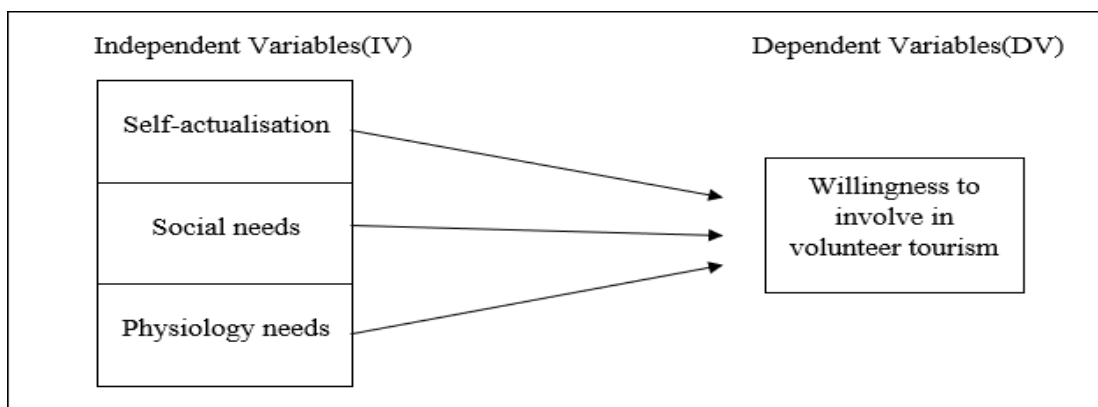 Independent Variables(IV)
Dependent Variables(DV)
Self-actualisation
Social needs
Physiology needs
Willingness to
involve in
volunteer tourism